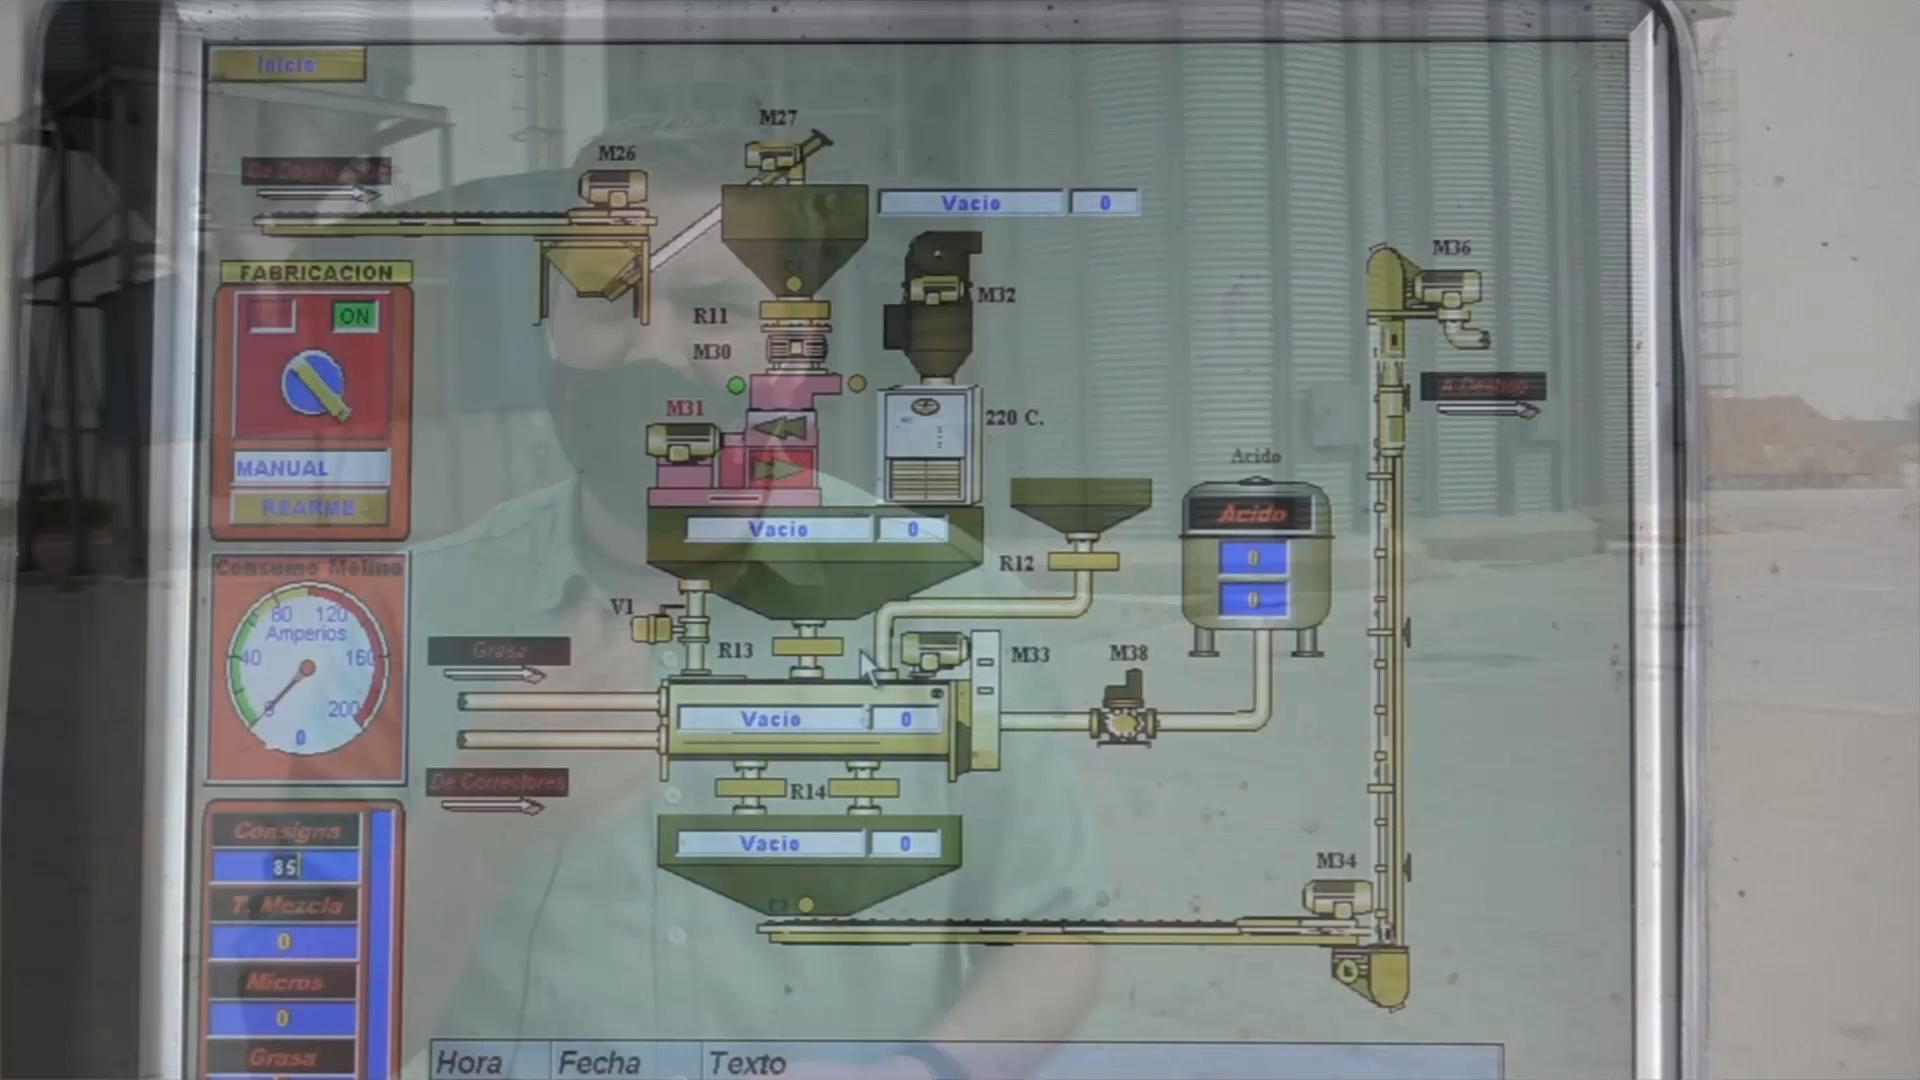 Inicio
M27
M26
Vacio 0
M36
FABRICACION
M32
ON
R11
M30
M31
220 C.
MANUAL
REARME
Acido
Acido
0
0
Vacio 0
R12
Consumo Molino
80 120
Amperios
40 160
200
0
V1
Grasa
R13
M33
M38
Vacio 0
De Correctores
R14
Consigna
85
Vacio 0
M34
T. Mezcla
0
Micros
0
Grasa
Hora Fecha Texto